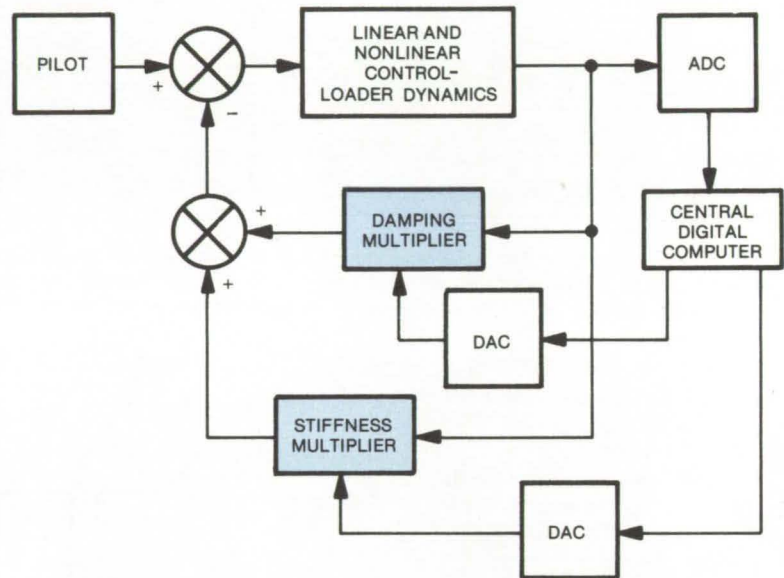 PILOT
+
−
LINEAR AND
NONLINEAR
CONTROL-
LOADER DYNAMICS
ADC
CENTRAL
DIGITAL
COMPUTER
+
+
DAMPING
MULTIPLIER
DAC
STIFFNESS
MULTIPLIER
DAC